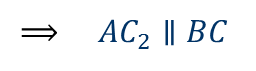 ⟹ AC₂ ∥ BC